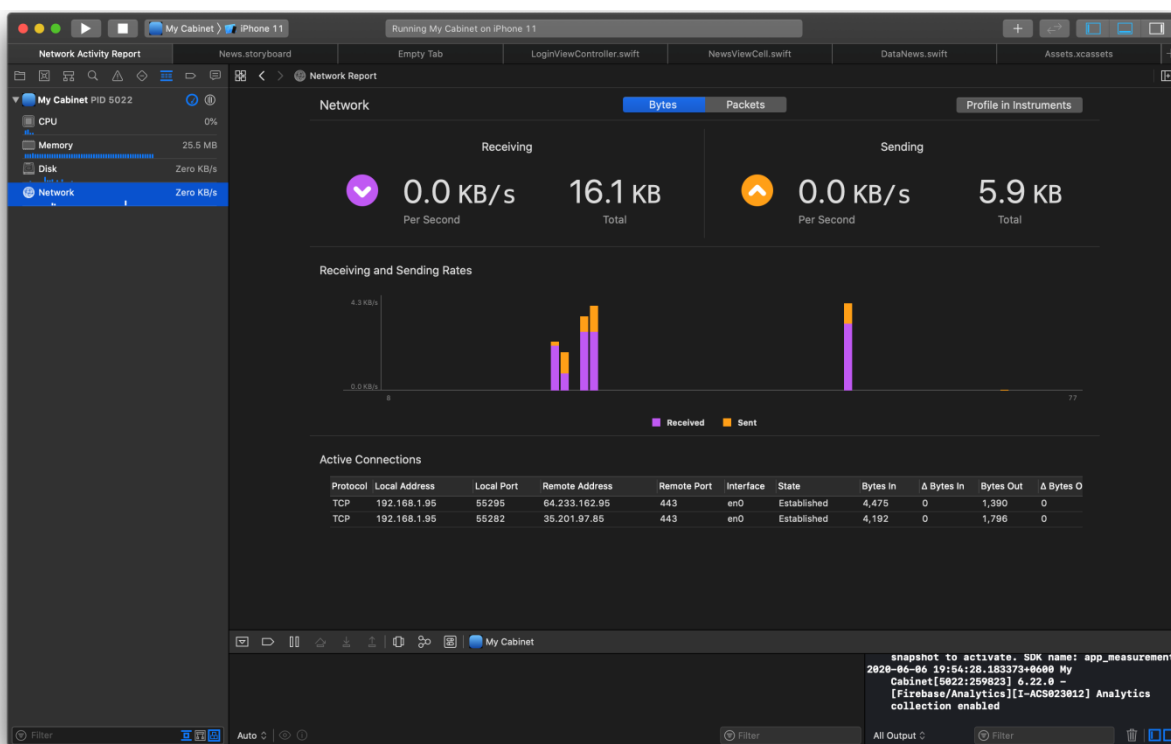 My Cabinet 〉 iPhone 11
Running My Cabinet on iPhone 11
Network Activity Report
News.storyboard
Empty Tab
LoginViewController.swift
NewsViewCell.swift
DataNews.swift
Assets.xcassets
Network Report
My Cabinet PID 5022
CPU 0%
Memory 25.5 MB
Disk Zero KB/s
Network Zero KB/s
Network
Bytes Packets
Profile in Instruments
Receiving
0.0 KB/s 16.1 KB
Per Second Total
Sending
0.0 KB/s 5.9 KB
Per Second Total
Receiving and Sending Rates
4.3 KB/s
0.0 KB/s
8 77
Received Sent
Active Connections
Protocol Local Address Local Port Remote Address Remote Port Interface State Bytes In Δ Bytes In Bytes Out Δ Bytes O
TCP 192.168.1.95 55295 64.233.162.95 443 en0 Established 4,475 0 1,390 0
TCP 192.168.1.95 55282 35.201.97.85 443 en0 Established 4,192 0 1,796 0
My Cabinet
snapshot to activate. SDK name: app_measurement
2020-06-06 19:54:28.183373+0600 My
Cabinet[5022:259823] 6.22.0 -
[Firebase/Analytics][I-ACS023012] Analytics
collection enabled
Filter
Auto
Filter
All Output
Filter